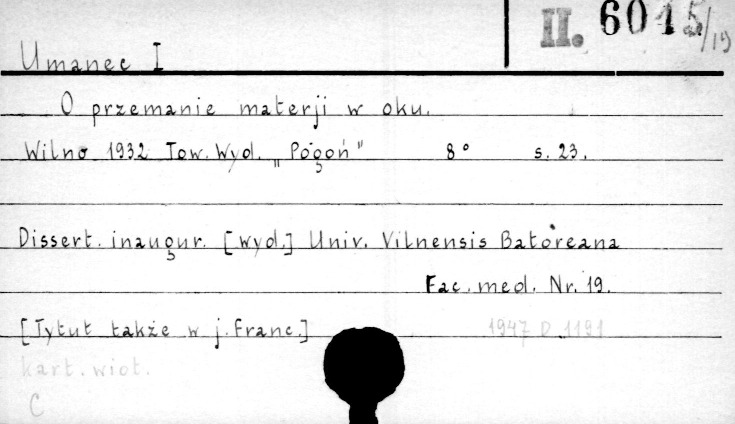 II. 6015/19
Umanec I
O przemanie materji w oku.
Wilno 1932 Tow. Wyd. „Pogoń" 8° s. 23.
Dissert. inaugur. [wyd.] Univ. Vilnensis Batoreana
Fac. med. Nr. 19.
[Tytuł także w j. franc.]
1947 D 1191
kart. wiot.
C